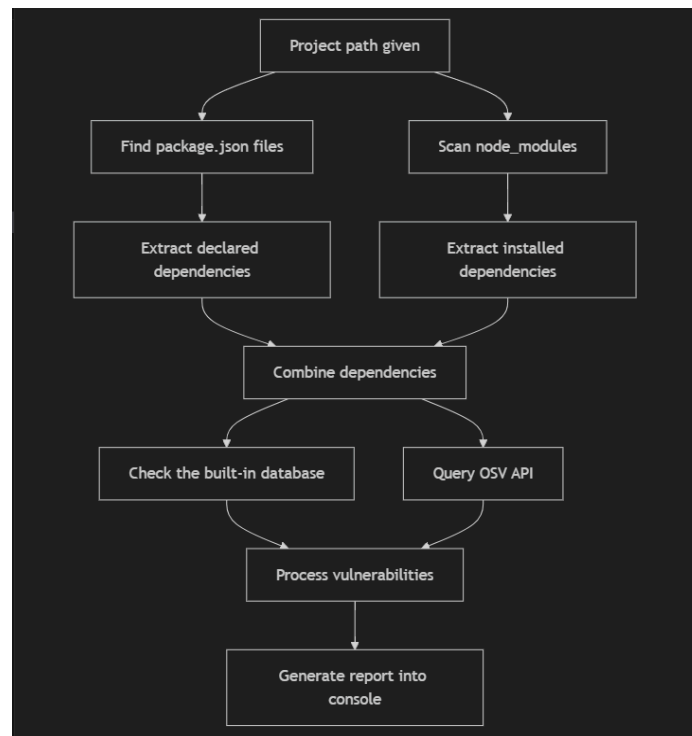 Project path given
Find package.json files
Scan node_modules
Extract declared
dependencies
Extract installed
dependencies
Combine dependencies
Check the built-in database
Query OSV API
Process vulnerabilities
Generate report into
console